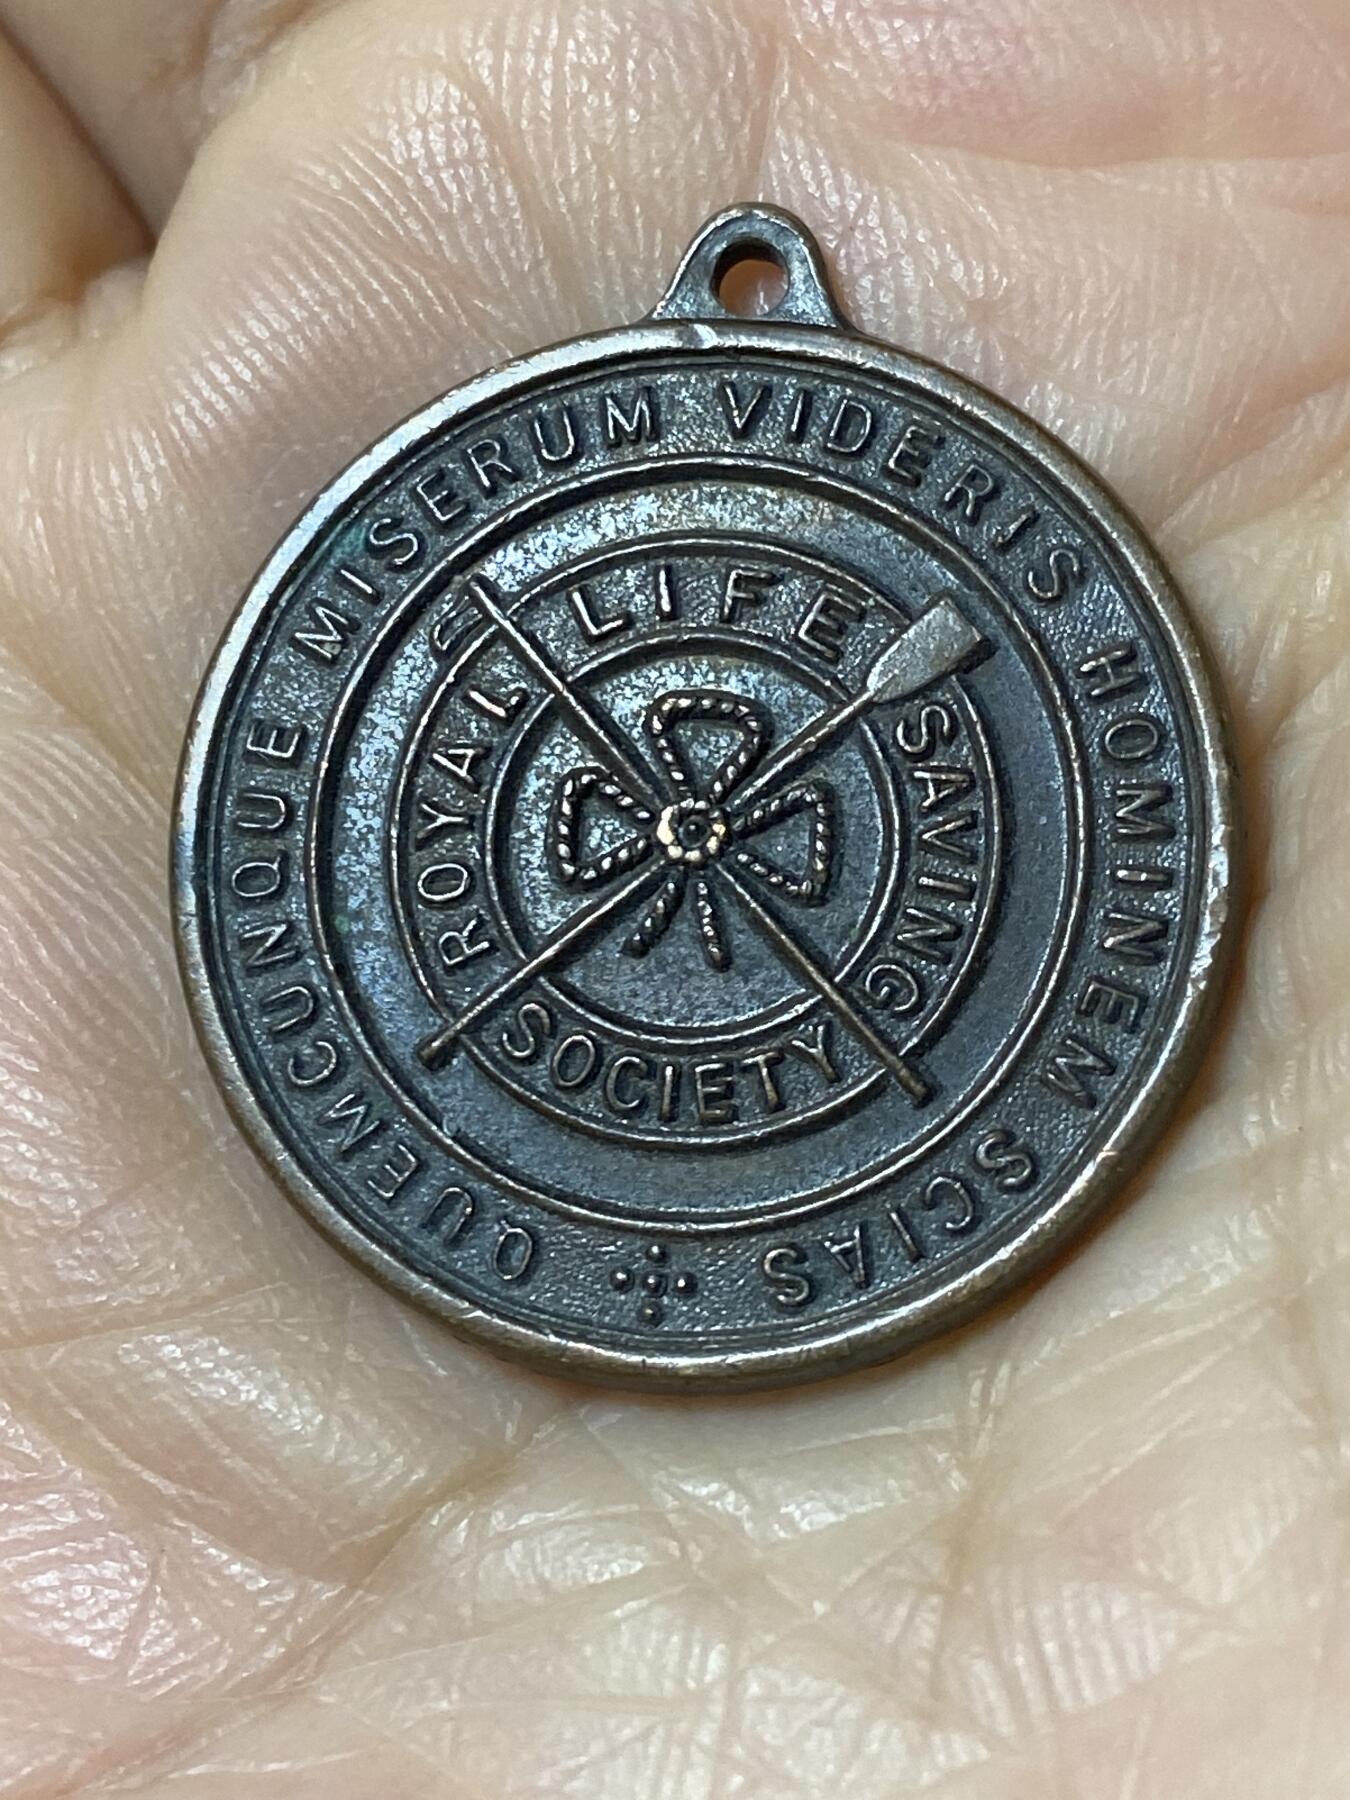 QUEMCUNQUE MISERUM VIDERIS HOMINEM SCIAS
ROYAL LIFE SAVING SOCIETY